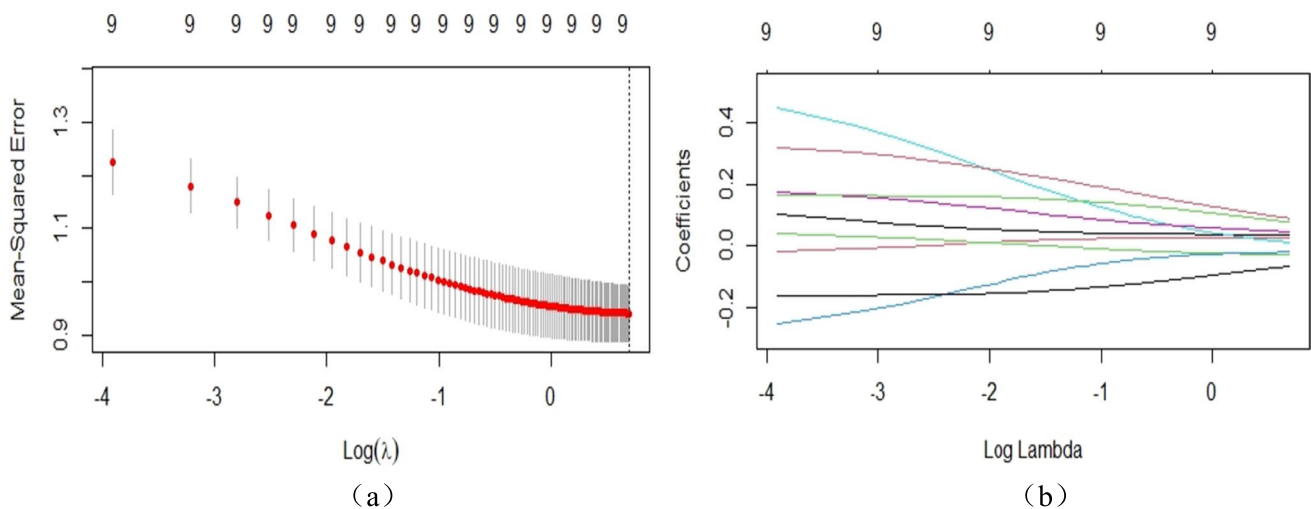 9 9 9 9 9 9 9 9 9 9 9 9 9 9
Mean-Squared Error
1.3
1.1
0.9
-4 -3 -2 -1 0
Log(λ)
(a)
9 9 9 9 9
Coefficients
0.4
0.2
0.0
-0.2
-4 -3 -2 -1 0
Log Lambda
(b)